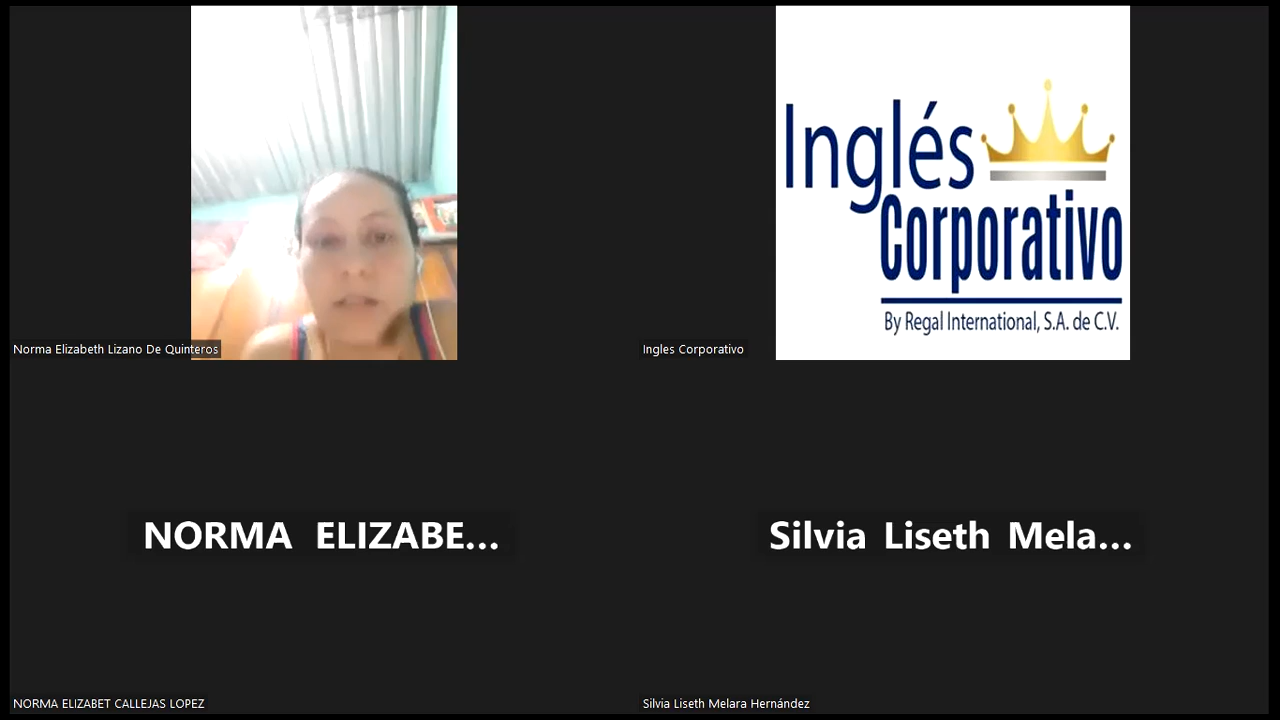 Inglés
Corporativo
By Regal International, S.A. de C.V.
Norma Elizabeth Lizano De Quinteros
Ingles Corporativo
NORMA ELIZABE...
Silvia Liseth Mela...
NORMA ELIZABET CALLEJAS LOPEZ
Silvia Liseth Melara Hernández